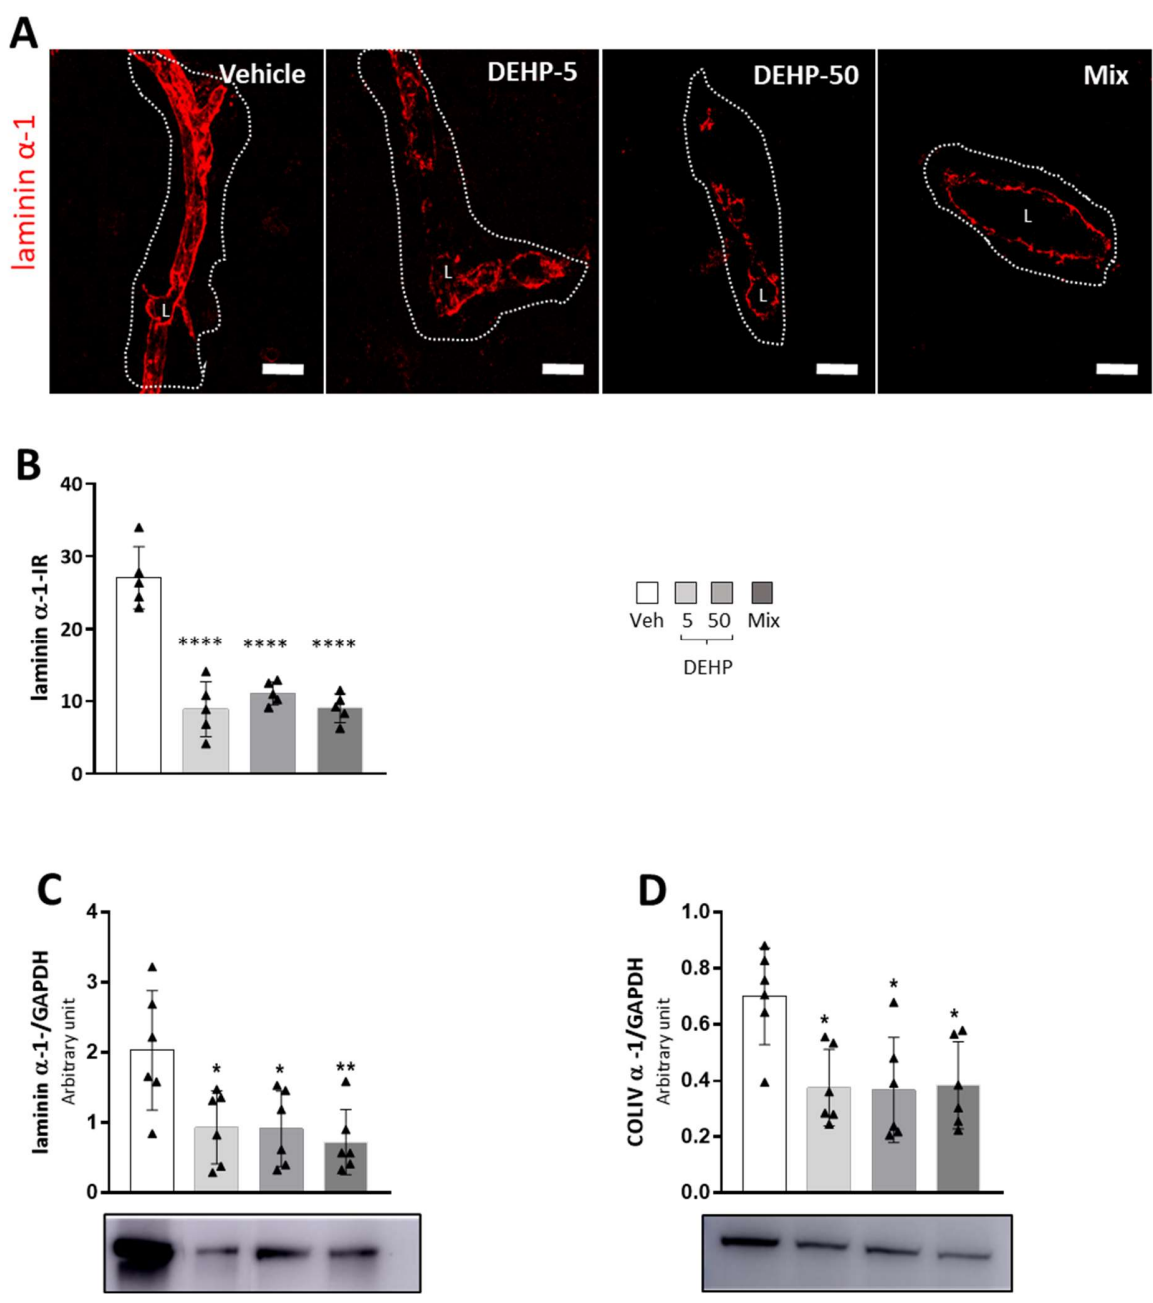 A
laminin α-1
Vehicle
DEHP-5
DEHP-50
Mix
L
L
L
L
B
laminin α-1-IR
40
30
20
10
0
****
****
****
Veh
5
50
Mix
DEHP
C
laminin α-1-/GAPDH
Arbitrary unit
4
3
2
1
0
*
*
**
D
COLIV α -1/GAPDH
Arbitrary unit
1.0
0.8
0.6
0.4
0.2
0.0
*
*
*